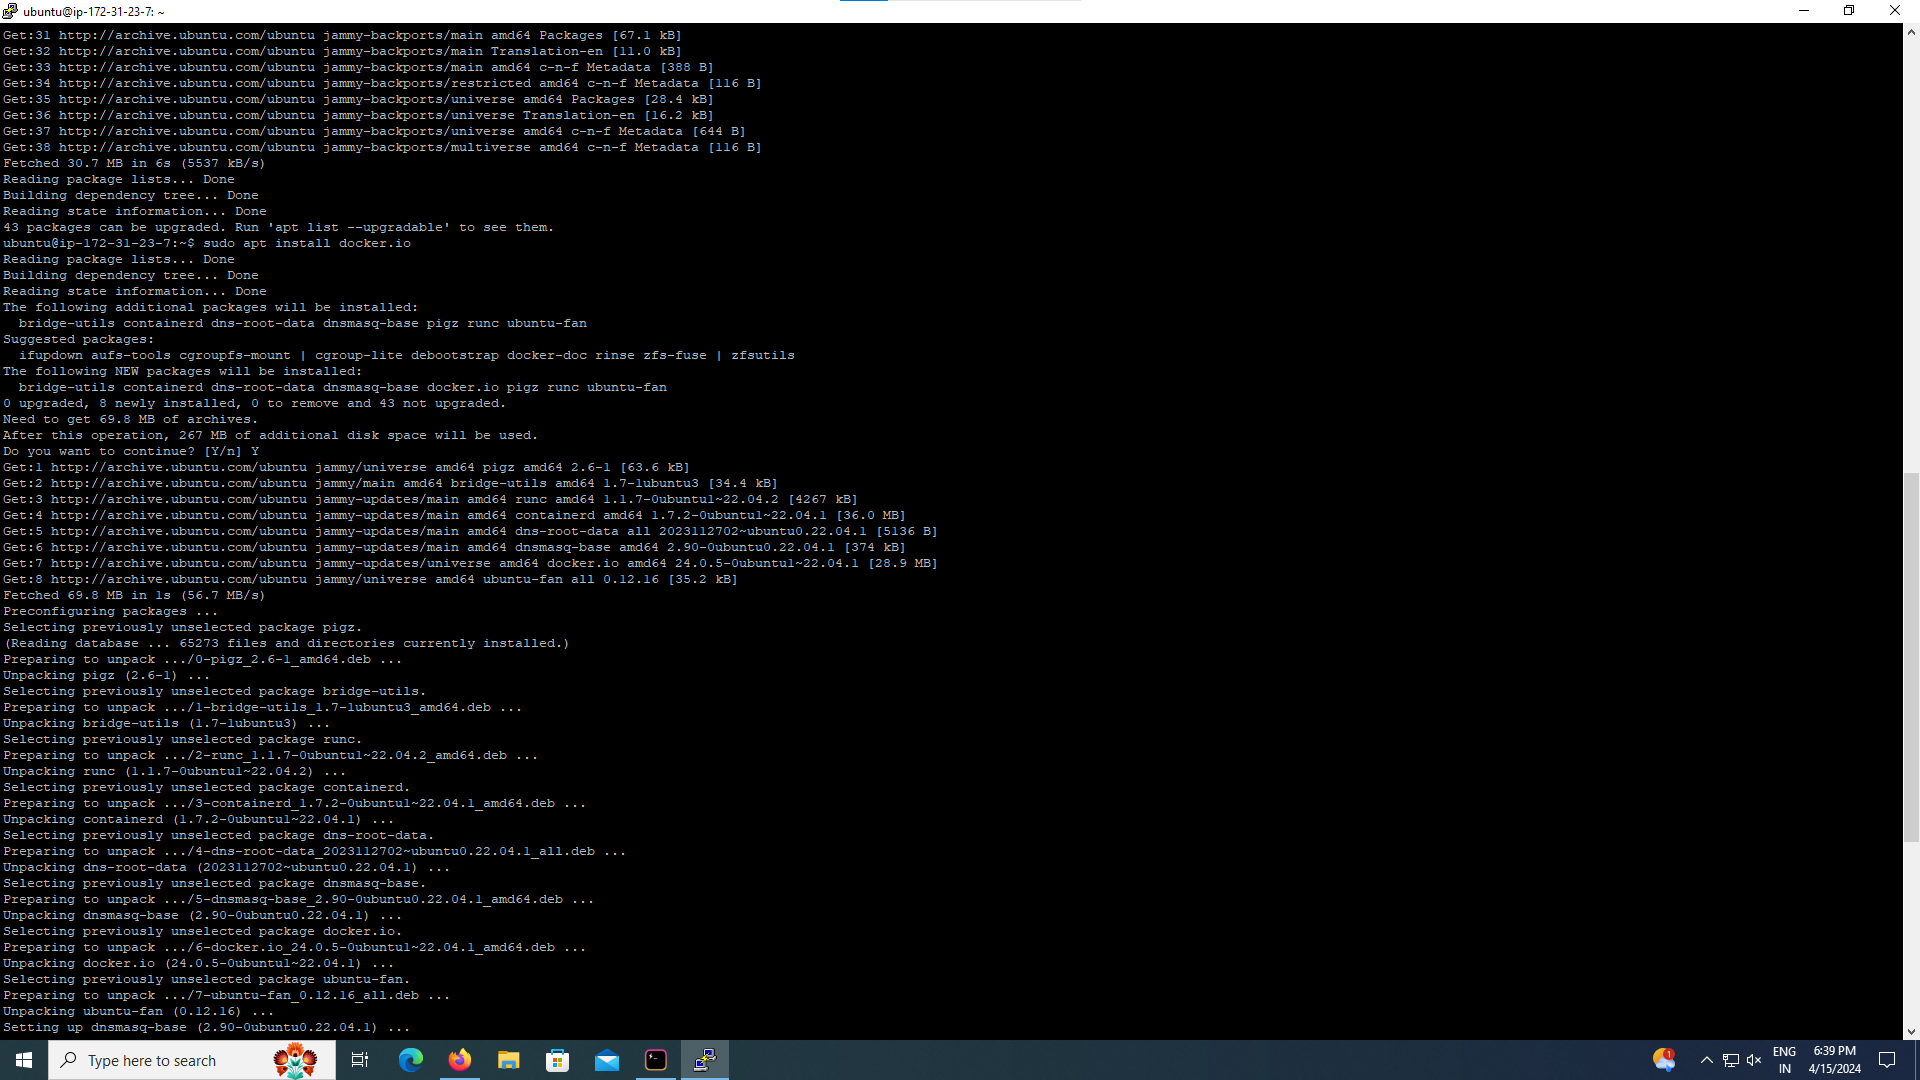 ubuntu@ip-172-31-23-7: ~
Get:31 http://archive.ubuntu.com/ubuntu jammy-backports/main amd64 Packages [67.1 kB]
Get:32 http://archive.ubuntu.com/ubuntu jammy-backports/main Translation-en [11.0 kB]
Get:33 http://archive.ubuntu.com/ubuntu jammy-backports/main amd64 c-n-f Metadata [388 B]
Get:34 http://archive.ubuntu.com/ubuntu jammy-backports/restricted amd64 c-n-f Metadata [116 B]
Get:35 http://archive.ubuntu.com/ubuntu jammy-backports/universe amd64 Packages [28.4 kB]
Get:36 http://archive.ubuntu.com/ubuntu jammy-backports/universe Translation-en [16.2 kB]
Get:37 http://archive.ubuntu.com/ubuntu jammy-backports/universe amd64 c-n-f Metadata [644 B]
Get:38 http://archive.ubuntu.com/ubuntu jammy-backports/multiverse amd64 c-n-f Metadata [116 B]
Fetched 30.7 MB in 6s (5537 kB/s)
Reading package lists... Done
Building dependency tree... Done
Reading state information... Done
43 packages can be upgraded. Run 'apt list --upgradable' to see them.
ubuntu@ip-172-31-23-7:~$ sudo apt install docker.io
Reading package lists... Done
Building dependency tree... Done
Reading state information... Done
The following additional packages will be installed:
  bridge-utils containerd dns-root-data dnsmasq-base pigz runc ubuntu-fan
Suggested packages:
  ifupdown aufs-tools cgroupfs-mount | cgroup-lite debootstrap docker-doc rinse zfs-fuse | zfsutils
The following NEW packages will be installed:
  bridge-utils containerd dns-root-data dnsmasq-base docker.io pigz runc ubuntu-fan
0 upgraded, 8 newly installed, 0 to remove and 43 not upgraded.
Need to get 69.8 MB of archives.
After this operation, 267 MB of additional disk space will be used.
Do you want to continue? [Y/n] Y
Get:1 http://archive.ubuntu.com/ubuntu jammy/universe amd64 pigz amd64 2.6-1 [63.6 kB]
Get:2 http://archive.ubuntu.com/ubuntu jammy/main amd64 bridge-utils amd64 1.7-1ubuntu3 [34.4 kB]
Get:3 http://archive.ubuntu.com/ubuntu jammy-updates/main amd64 runc amd64 1.1.7-0ubuntu1~22.04.2 [4267 kB]
Get:4 http://archive.ubuntu.com/ubuntu jammy-updates/main amd64 containerd amd64 1.7.2-0ubuntu1~22.04.1 [36.0 MB]
Get:5 http://archive.ubuntu.com/ubuntu jammy-updates/main amd64 dns-root-data all 2023112702~ubuntu0.22.04.1 [5136 B]
Get:6 http://archive.ubuntu.com/ubuntu jammy-updates/main amd64 dnsmasq-base amd64 2.90-0ubuntu0.22.04.1 [374 kB]
Get:7 http://archive.ubuntu.com/ubuntu jammy-updates/universe amd64 docker.io amd64 24.0.5-0ubuntu1~22.04.1 [28.9 MB]
Get:8 http://archive.ubuntu.com/ubuntu jammy/universe amd64 ubuntu-fan all 0.12.16 [35.2 kB]
Fetched 69.8 MB in 1s (56.7 MB/s)
Preconfiguring packages ...
Selecting previously unselected package pigz.
(Reading database ... 65273 files and directories currently installed.)
Preparing to unpack .../0-pigz_2.6-1_amd64.deb ...
Unpacking pigz (2.6-1) ...
Selecting previously unselected package bridge-utils.
Preparing to unpack .../1-bridge-utils_1.7-1ubuntu3_amd64.deb ...
Unpacking bridge-utils (1.7-1ubuntu3) ...
Selecting previously unselected package runc.
Preparing to unpack .../2-runc_1.1.7-0ubuntu1~22.04.2_amd64.deb ...
Unpacking runc (1.1.7-0ubuntu1~22.04.2) ...
Selecting previously unselected package containerd.
Preparing to unpack .../3-containerd_1.7.2-0ubuntu1~22.04.1_amd64.deb ...
Unpacking containerd (1.7.2-0ubuntu1~22.04.1) ...
Selecting previously unselected package dns-root-data.
Preparing to unpack .../4-dns-root-data_2023112702~ubuntu0.22.04.1_all.deb ...
Unpacking dns-root-data (2023112702~ubuntu0.22.04.1) ...
Selecting previously unselected package dnsmasq-base.
Preparing to unpack .../5-dnsmasq-base_2.90-0ubuntu0.22.04.1_amd64.deb ...
Unpacking dnsmasq-base (2.90-0ubuntu0.22.04.1) ...
Selecting previously unselected package docker.io.
Preparing to unpack .../6-docker.io_24.0.5-0ubuntu1~22.04.1_amd64.deb ...
Unpacking docker.io (24.0.5-0ubuntu1~22.04.1) ...
Selecting previously unselected package ubuntu-fan.
Preparing to unpack .../7-ubuntu-fan_0.12.16_all.deb ...
Unpacking ubuntu-fan (0.12.16) ...
Setting up dnsmasq-base (2.90-0ubuntu0.22.04.1) ...
Type here to search
1
ENG
IN
6:39 PM
4/15/2024